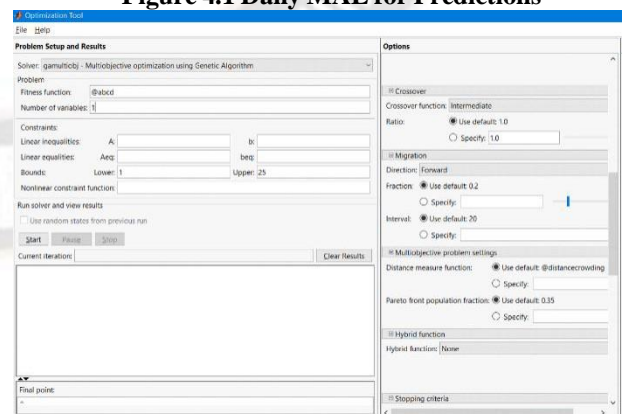 Figure 4.1 Daily MAE for Predictions
Optimization Tool
File Help
Problem Setup and Results
Solver: gamultiobj - Multiobjective optimization using Genetic Algorithm
Problem
Fitness function: @abcd
Number of variables: 1
Constraints:
Linear inequalities: A: b:
Linear equalities: Aeq: beq:
Bounds: Lower: 1 Upper: 25
Nonlinear constraint function:
Run solver and view results
Use random states from previous run
Start Pause Stop
Current iteration: Clear Results
Final point:
Options
Crossover
Crossover function: Intermediate
Ratio: Use default: 1.0
Specify: 1.0
Migration
Direction: Forward
Fraction: Use default: 0.2
Specify:
Interval: Use default: 20
Specify:
Multiobjective problem settings
Distance measure function: Use default: @distancecrowding
Specify:
Pareto front population fraction: Use default: 0.35
Specify:
Hybrid function
Hybrid function: None
Stopping criteria